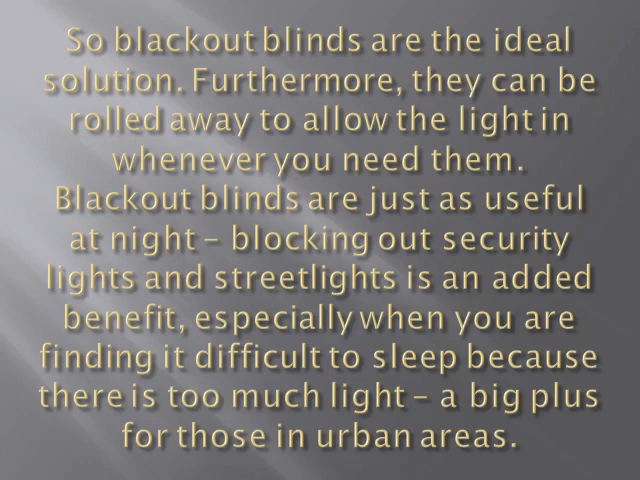 So blackout blinds are the ideal
solution. Furthermore, they can be
rolled away to allow the light in
whenever you need them.
Blackout blinds are just as useful
at night – blocking out security
lights and streetlights is an added
benefit, especially when you are
finding it difficult to sleep because
there is too much light – a big plus
for those in urban areas.